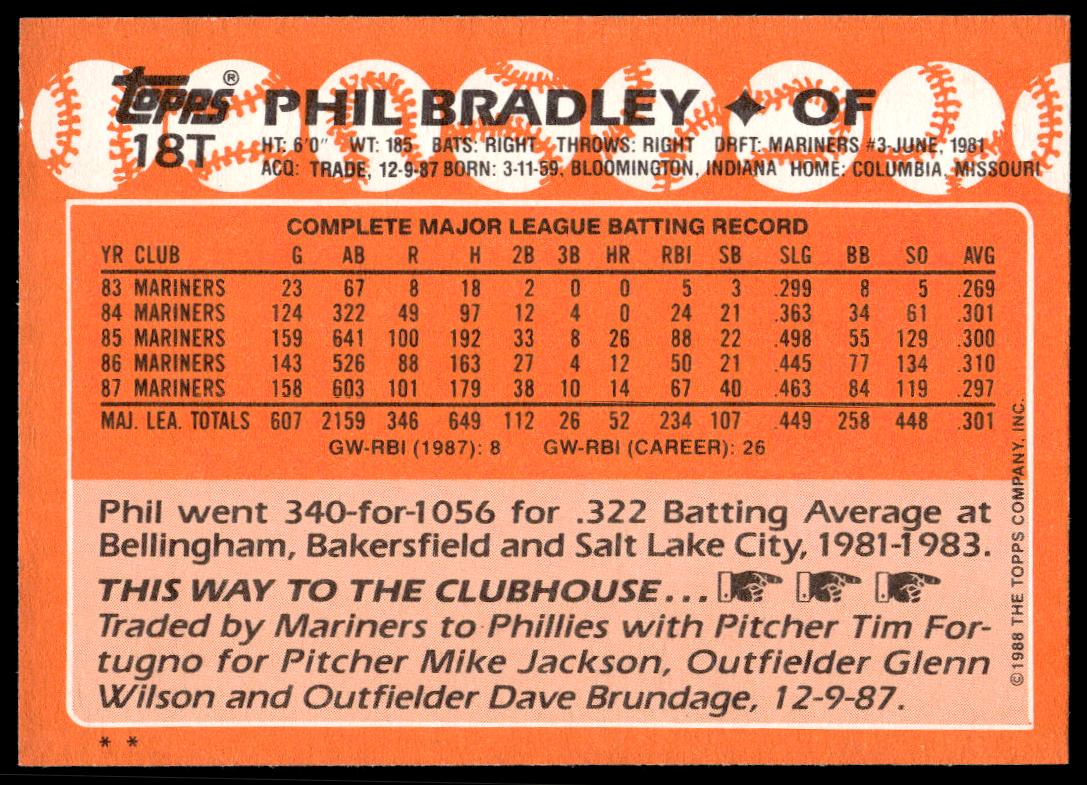 topps® PHIL BRADLEY ✦ OF
18T
HT: 6'0" WT: 185 BATS: RIGHT THROWS: RIGHT DRFT: MARINERS #3-JUNE, 1981
ACQ: TRADE, 12-9-87 BORN: 3-11-59, BLOOMINGTON, INDIANA HOME: COLUMBIA, MISSOURI
COMPLETE MAJOR LEAGUE BATTING RECORD
YR CLUB G AB R H 2B 3B HR RBI SB SLG BB SO AVG
83 MARINERS 23 67 8 18 2 0 0 5 3 .299 8 5 .269
84 MARINERS 124 322 49 97 12 4 0 24 21 .363 34 61 .301
85 MARINERS 159 641 100 192 33 8 26 88 22 .498 55 129 .300
86 MARINERS 143 526 88 163 27 4 12 50 21 .445 77 134 .310
87 MARINERS 158 603 101 179 38 10 14 67 40 .463 84 119 .297
MAJ. LEA. TOTALS 607 2159 346 649 112 26 52 234 107 .449 258 448 .301
GW-RBI (1987): 8 GW-RBI (CAREER): 26
Phil went 340-for-1056 for .322 Batting Average at
Bellingham, Bakersfield and Salt Lake City, 1981-1983.
THIS WAY TO THE CLUBHOUSE...
Traded by Mariners to Phillies with Pitcher Tim For-
tugno for Pitcher Mike Jackson, Outfielder Glenn
Wilson and Outfielder Dave Brundage, 12-9-87.
©1988 THE TOPPS COMPANY, INC.
* *